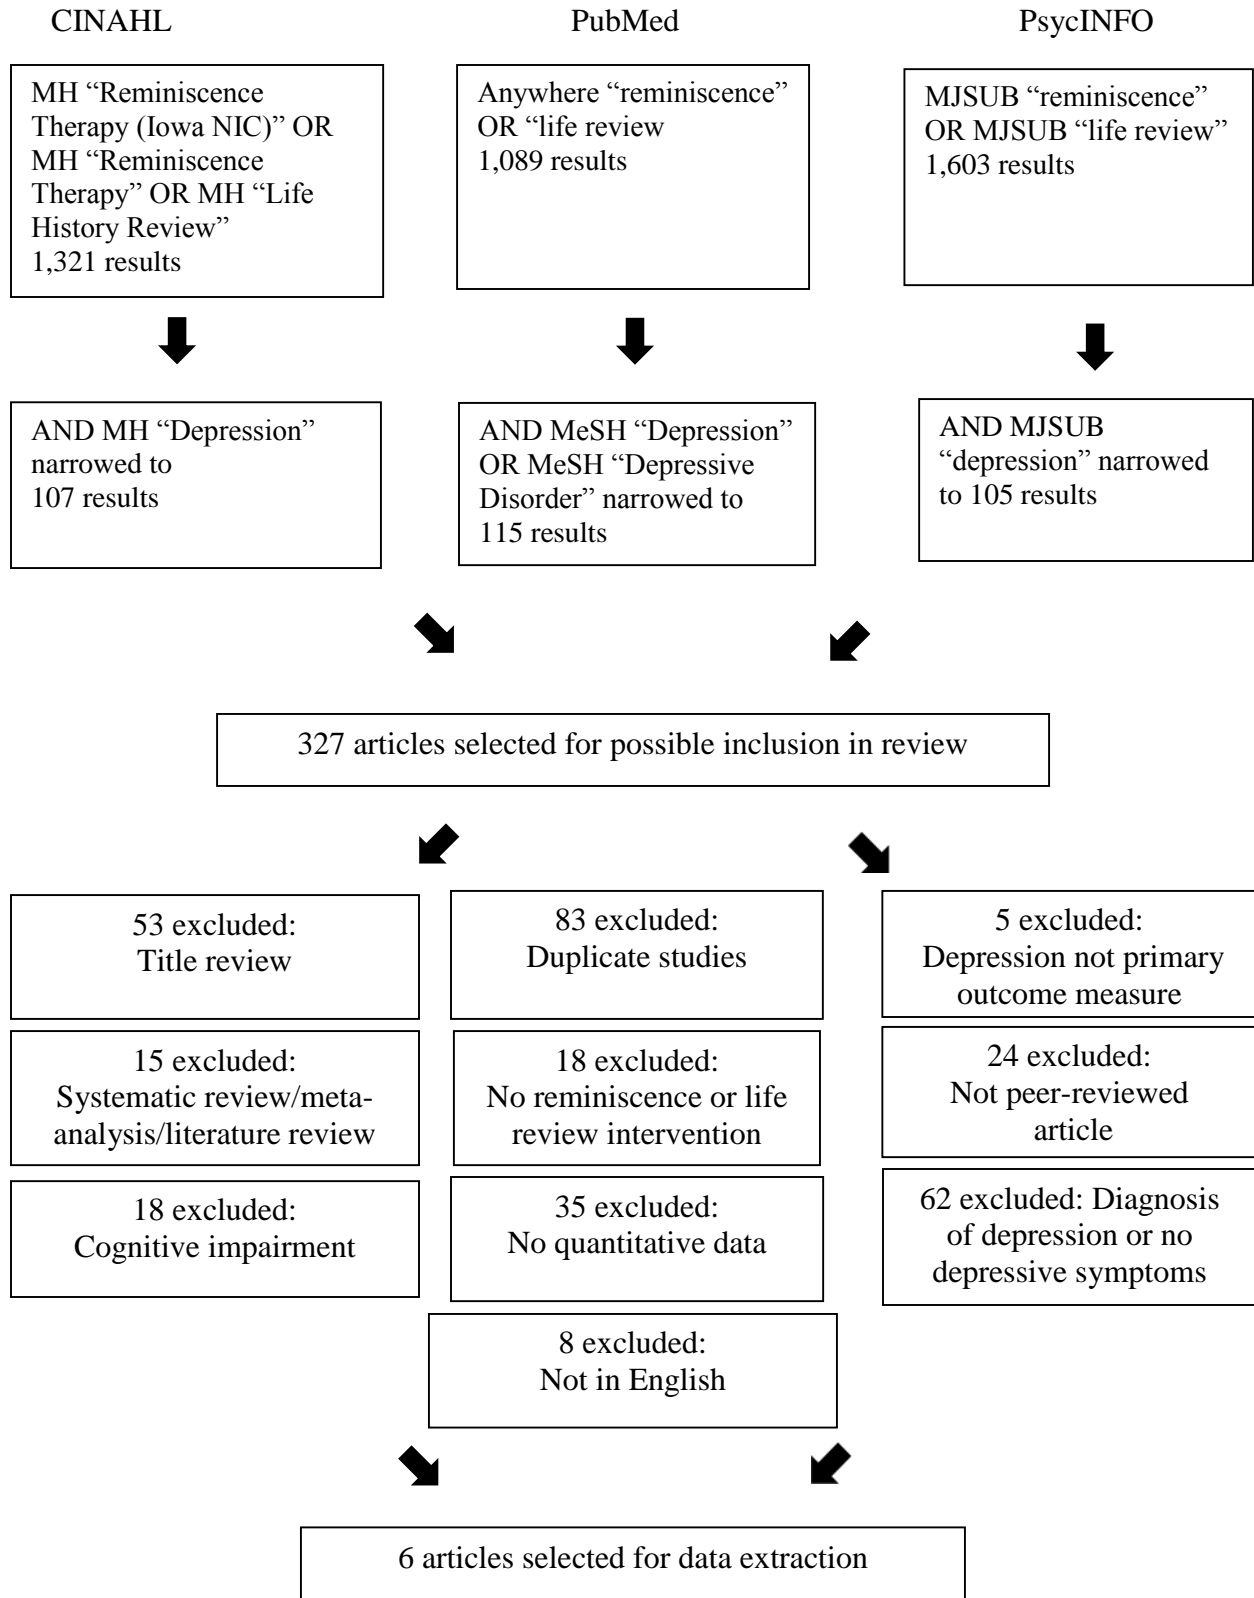 CINAHL
PubMed
PsycINFO
MH “Reminiscence
Therapy (Iowa NIC)” OR
MH “Reminiscence
Therapy” OR MH “Life
History Review”
1,321 results
Anywhere “reminiscence”
OR “life review
1,089 results
MJSUB “reminiscence”
OR MJSUB “life review”
1,603 results
AND MH “Depression”
narrowed to
107 results
AND MeSH “Depression”
OR MeSH “Depressive
Disorder” narrowed to
115 results
AND MJSUB
“depression” narrowed
to 105 results
327 articles selected for possible inclusion in review
53 excluded:
Title review
83 excluded:
Duplicate studies
5 excluded:
Depression not primary
outcome measure
15 excluded:
Systematic review/meta-
analysis/literature review
18 excluded:
No reminiscence or life
review intervention
24 excluded:
Not peer-reviewed
article
18 excluded:
Cognitive impairment
35 excluded:
No quantitative data
62 excluded: Diagnosis
of depression or no
depressive symptoms
8 excluded:
Not in English
6 articles selected for data extraction